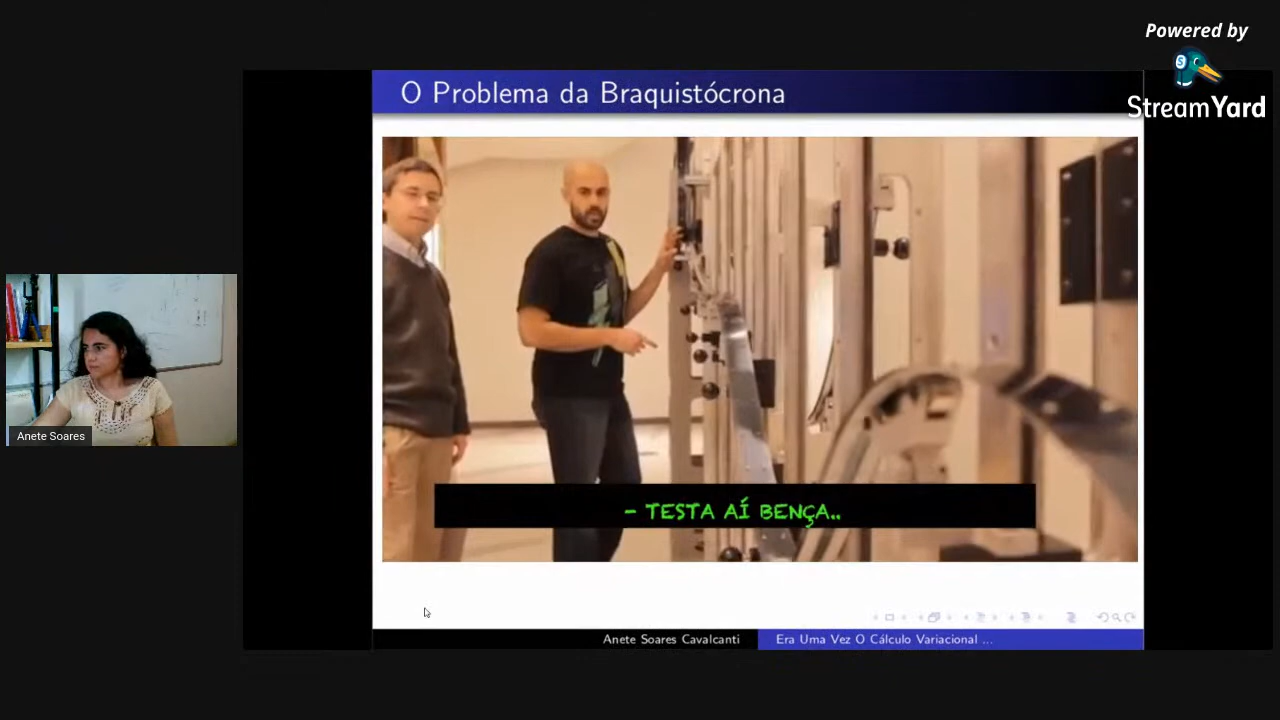 Powered by
StreamYard
O Problema da Braquistócrona
- TESTA AÍ BENÇA..
Anete Soares
Anete Soares Cavalcanti
Era Uma Vez O Cálculo Variacional ...